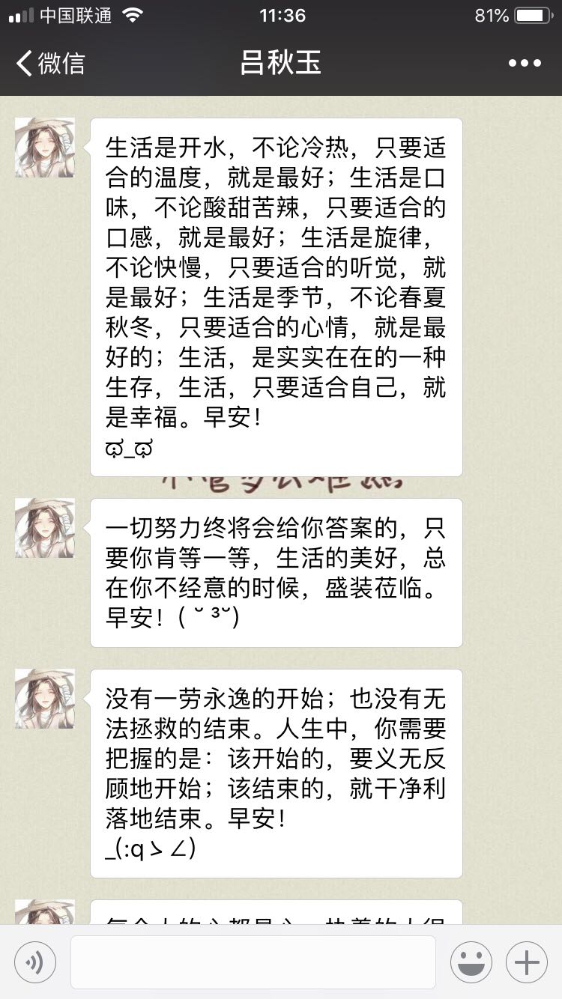 中国联通 11:36 81%
微信 吕秋玉
生活是开水，不论冷热，只要适
合的温度，就是最好；生活是口
味，不论酸甜苦辣，只要适合的
口感，就是最好；生活是旋律，
不论快慢，只要适合的听觉，就
是最好；生活是季节，不论春夏
秋冬，只要适合的心情，就是最
好的；生活，是实实在在的一种
生存，生活，只要适合自己，就
是幸福。早安！
ಥ_ಥ
一切努力终将会给你答案的，只
要你肯等一等，生活的美好，总
在你不经意的时候，盛装莅临。
早安！( ˘ ³˘)
没有一劳永逸的开始；也没有无
法拯救的结束。人生中，你需要
把握的是：该开始的，要义无反
顾地开始；该结束的，就干净利
落地结束。早安！
_(:qゝ∠)